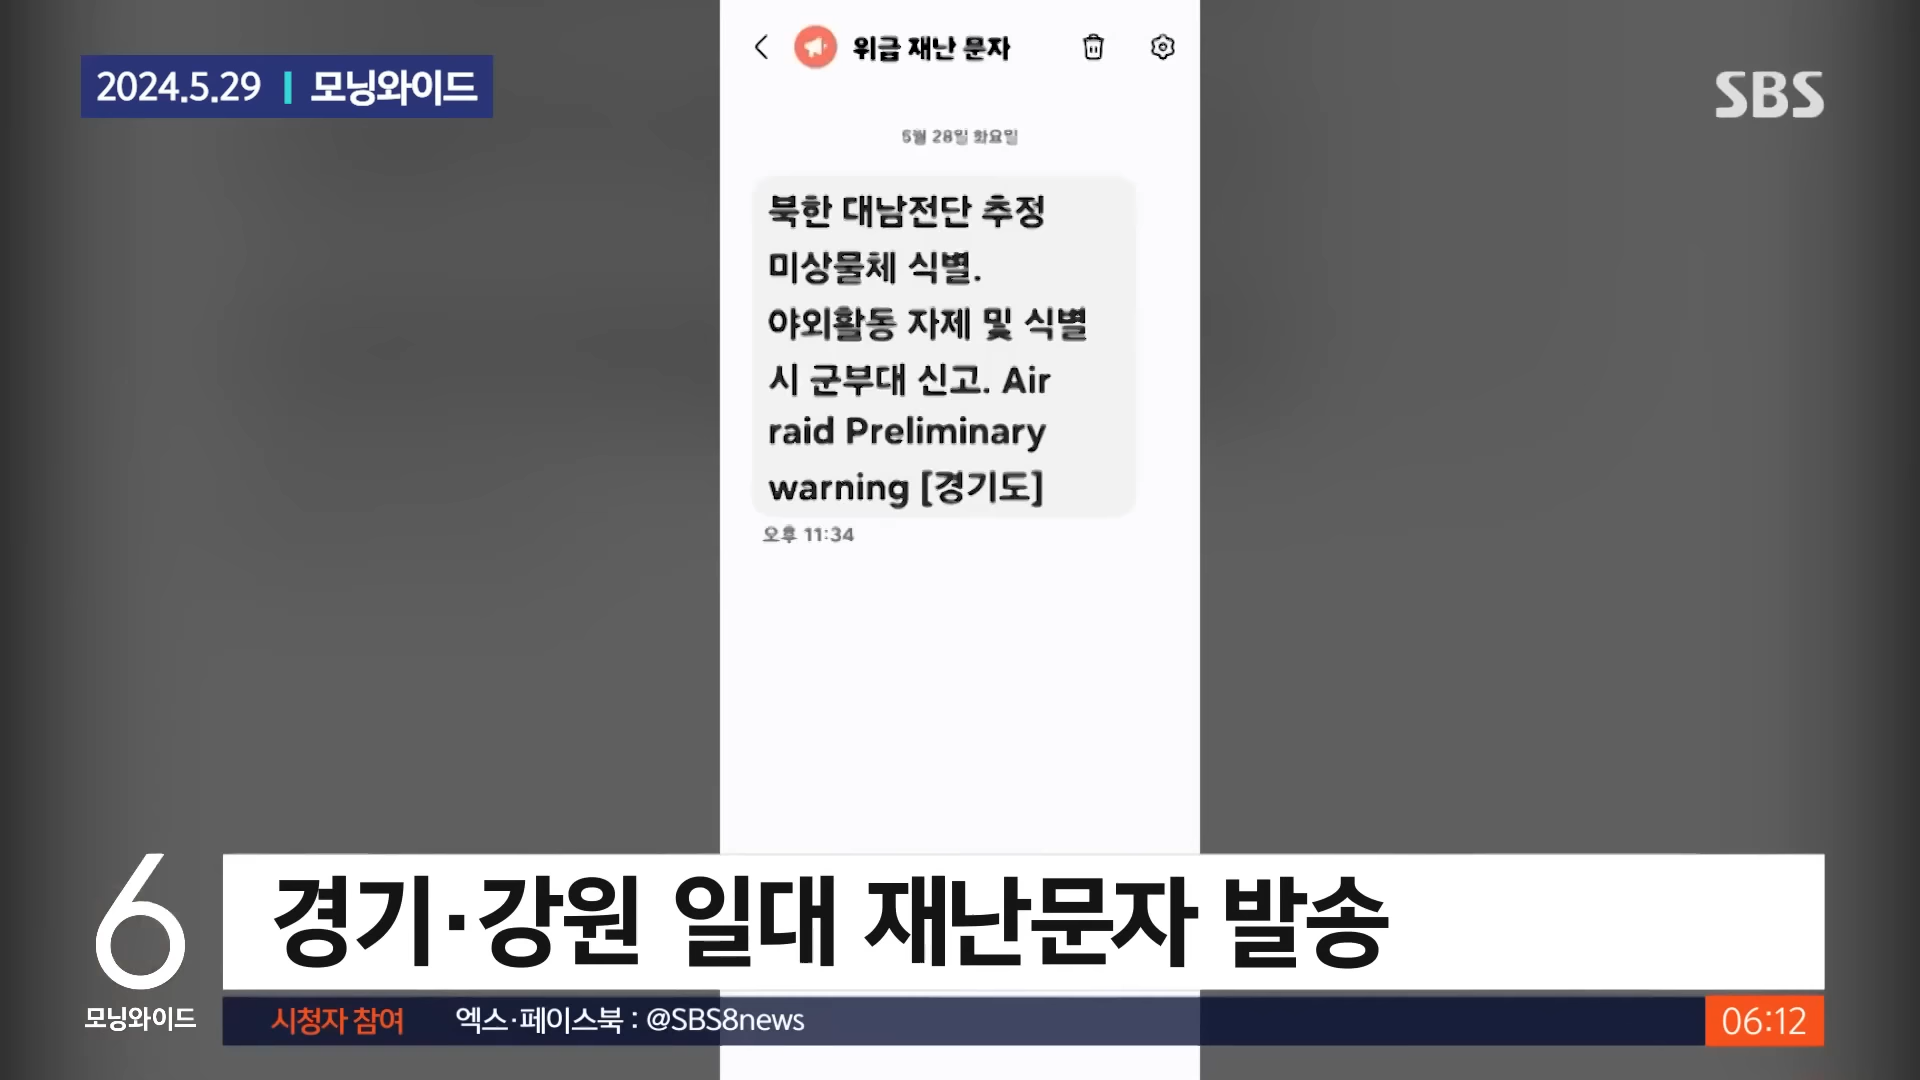 2024.5.29 | 모닝와이드
SBS
위급 재난 문자
5월 28일 화요일
북한 대남전단 추정
미상물체 식별.
야외활동 자제 및 식별
시 군부대 신고. Air
raid Preliminary
warning [경기도]
오후 11:34
6
모닝와이드
경기·강원 일대 재난문자 발송
시청자 참여 엑스·페이스북 : @SBS8news
06:12